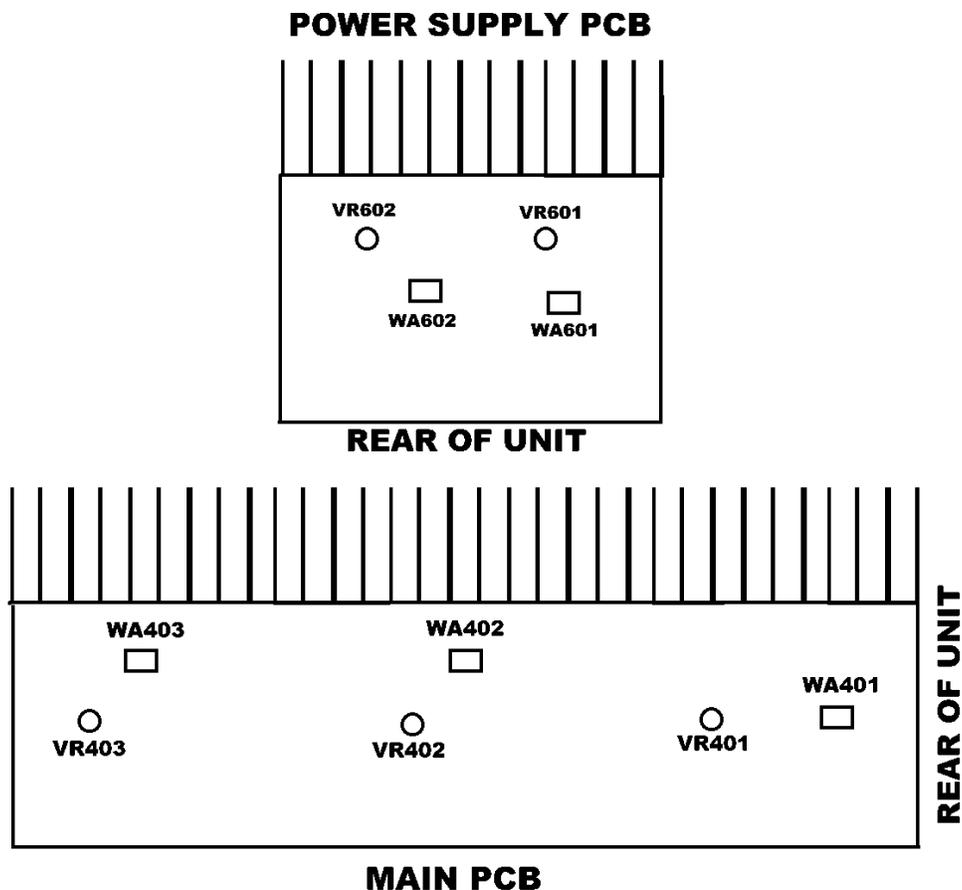 POWER SUPPLY PCB
VR602 VR601
WA602
WA601
REAR OF UNIT
WA403 WA402
WA401
VR403 VR402 VR401
REAR OF UNIT
MAIN PCB